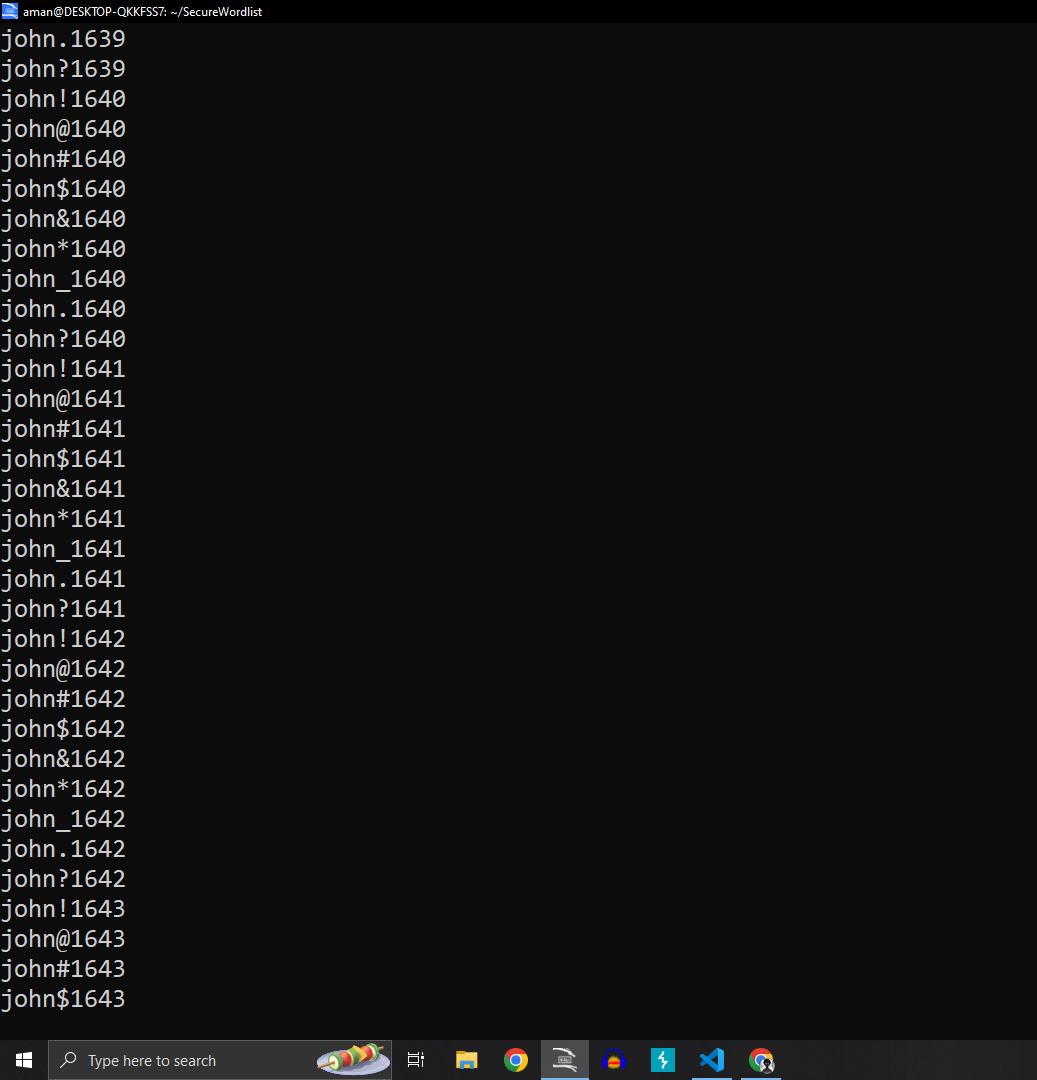 aman@DESKTOP-QKKFSS7: ~/SecureWordlist
john.1639
john?1639
john!1640
john@1640
john#1640
john$1640
john&1640
john*1640
john_1640
john.1640
john?1640
john!1641
john@1641
john#1641
john$1641
john&1641
john*1641
john_1641
john.1641
john?1641
john!1642
john@1642
john#1642
john$1642
john&1642
john*1642
john_1642
john.1642
john?1642
john!1643
john@1643
john#1643
john$1643
Type here to search